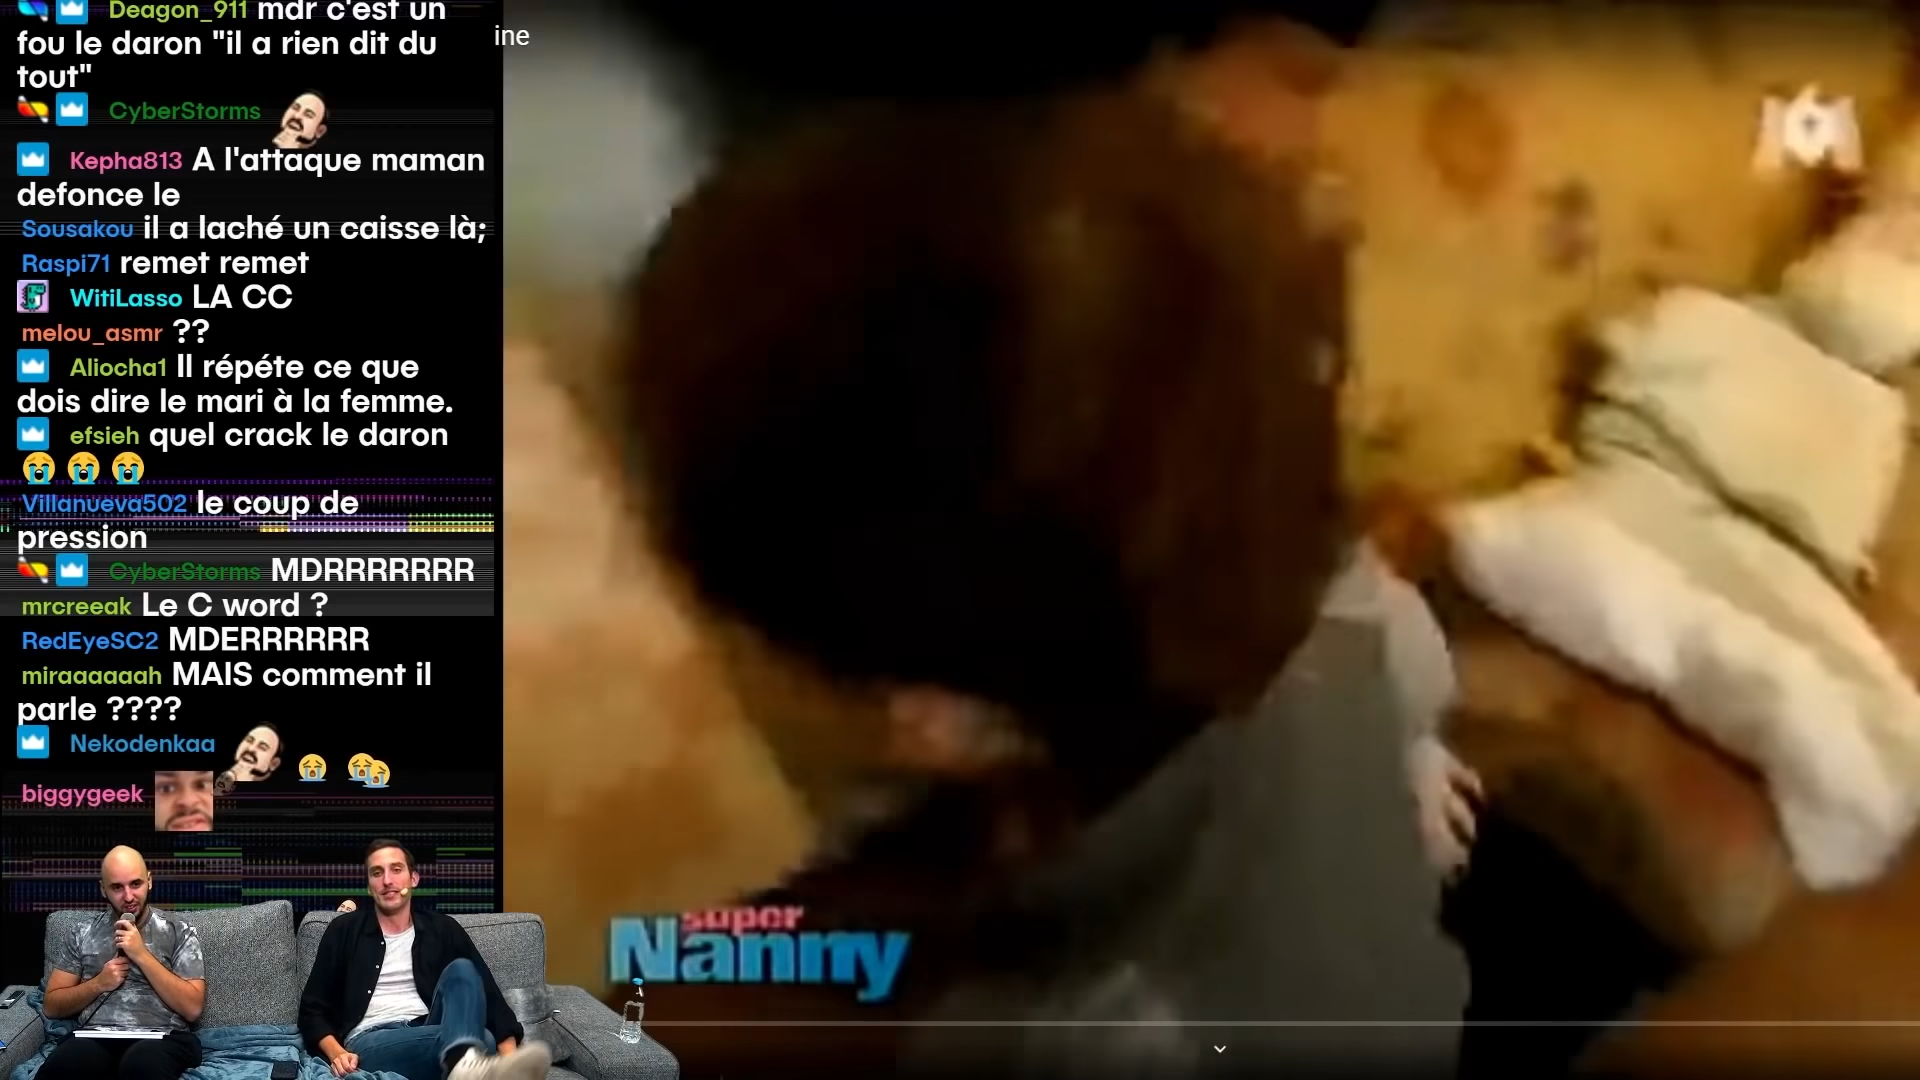 Deagon_911 mdr c'est un
fou le daron "il a rien dit du
tout"
ine
CyberStorms
Kepha813 A l'attaque maman
defonce le
Sousakou il a laché un caisse là;
Raspi71 remet remet
WitiLasso LA CC
melou_asmr ??
Aliocha1 Il répéte ce que
dois dire le mari à la femme.
efsieh quel crack le daron
Villanueva502 le coup de
pression
CyberStorms MDRRRRRRR
mrcreeak Le C word ?
RedEyeSC2 MDERRRRRR
miraaaaaah MAIS comment il
parle ????
Nekodenkaa
biggygeek
super
Nanny
M6